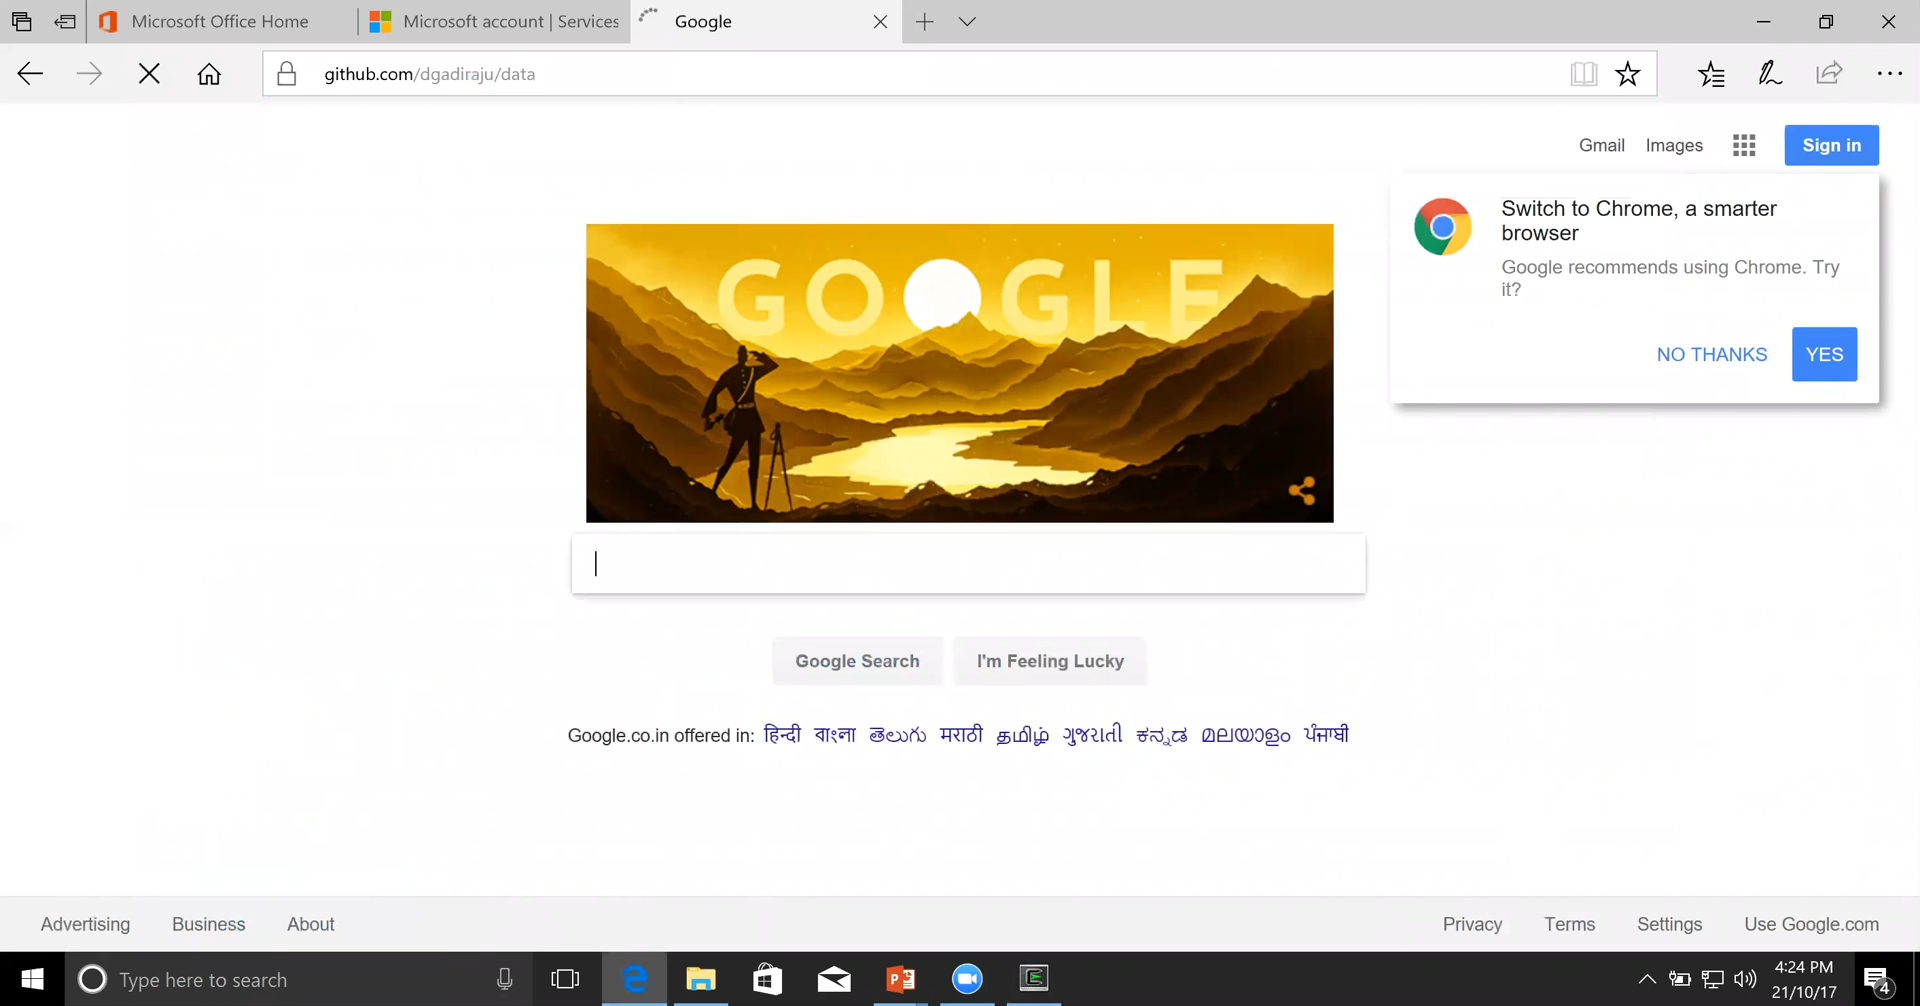 Microsoft Office Home
Microsoft account | Services
Google
github.com/dgadiraju/data
Gmail Images
Sign in
Switch to Chrome, a smarter
browser
Google recommends using Chrome. Try
it?
NO THANKS
YES
GOOGLE
Google Search
I'm Feeling Lucky
Google.co.in offered in: हिन्दी বাংলা తెలుగు मराठी தமிழ் ગુજરાતી ಕನ್ನಡ മലയാളം ਪੰਜਾਬੀ
Advertising Business About
Privacy Terms Settings Use Google.com
Type here to search
4:24 PM
21/10/17
4